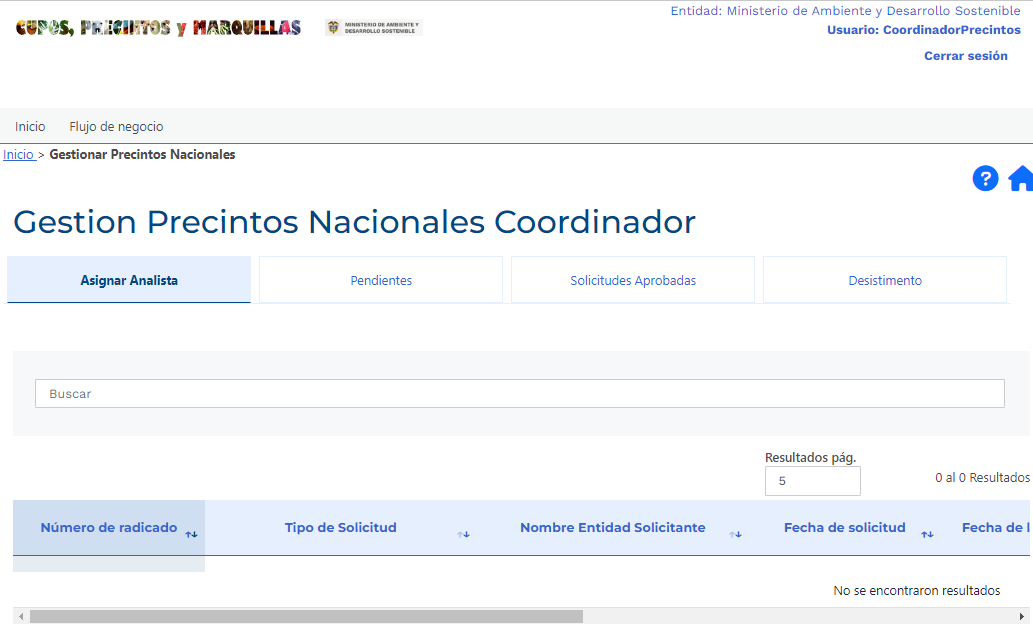 CUPOS, PRECINTOS y MARQUILLAS
MINISTERIO DE AMBIENTE Y
DESARROLLO SOSTENIBLE
Entidad: Ministerio de Ambiente y Desarrollo Sostenible
Usuario: CoordinadorPrecintos
Cerrar sesión
Inicio Flujo de negocio
Inicio > Gestionar Precintos Nacionales
?
Gestion Precintos Nacionales Coordinador
Asignar Analista Pendientes Solicitudes Aprobadas Desistimento
Buscar
Resultados pág.
5
0 al 0 Resultados
Número de radicado Tipo de Solicitud Nombre Entidad Solicitante Fecha de solicitud Fecha de
No se encontraron resultados